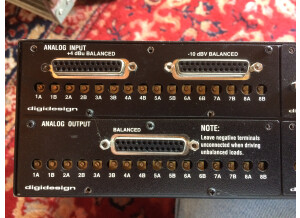 ANALOG INPUT
+4 dBu BALANCED
-10 dBV BALANCED
1A 1B 2A 2B 3A 3B 4A 4B 5A 5B 6A 6B 7A 7B 8A 8B
digidesign
ANALOG OUTPUT
BALANCED
NOTE:
Leave negative terminals
unconnected when driving
unbalanced loads.
1A 1B 2A 2B 3A 3B 4A 4B 5A 5B 6A 6B 7A 7B 8A 8B
digidesign